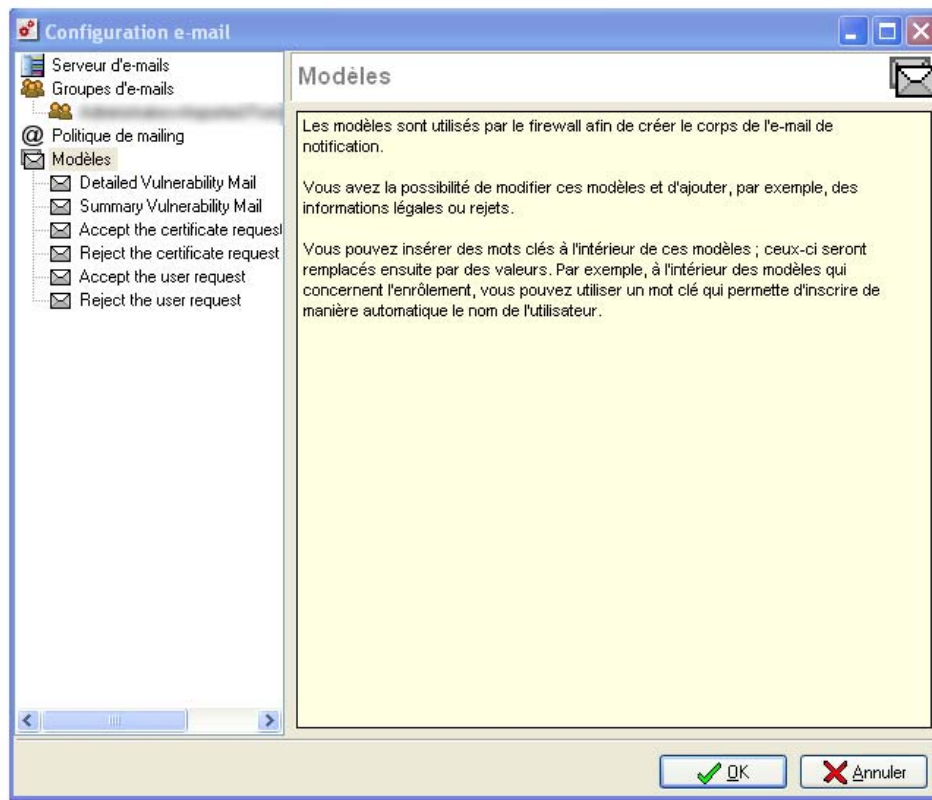 Configuration e-mail
Serveur d'e-mails
Groupes d'e-mails
@ Politique de mailing
Modèles
Detailed Vulnerability Mail
Summary Vulnerability Mail
Accept the certificate request
Reject the certificate request
Accept the user request
Reject the user request
Modèles
Les modèles sont utilisés par le firewall afin de créer le corps de l'e-mail de
notification.
Vous avez la possibilité de modifier ces modèles et d'ajouter, par exemple, des
informations légales ou rejets.
Vous pouvez insérer des mots clés à l'intérieur de ces modèles ; ceux-ci seront
remplacés ensuite par des valeurs. Par exemple, à l'intérieur des modèles qui
concernent l'enrôlement, vous pouvez utiliser un mot clé qui permette d'inscrire de
manière automatique le nom de l'utilisateur.
OK
Annuler